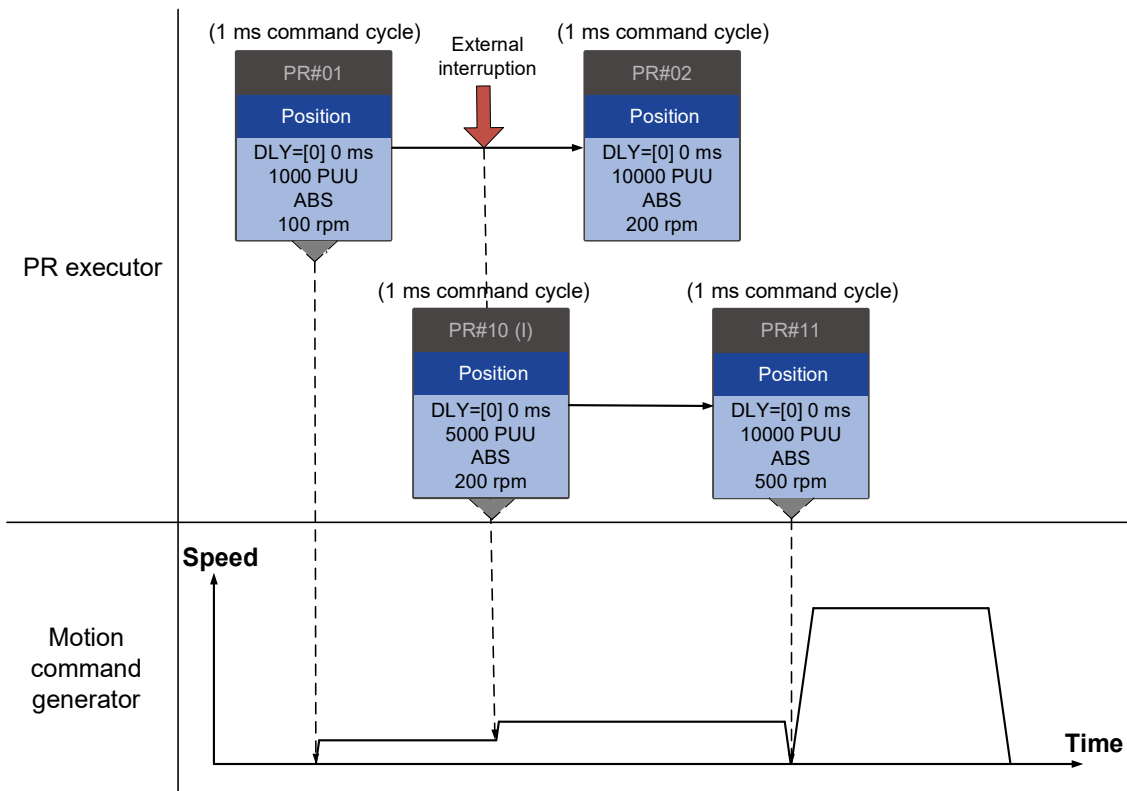 (1 ms command cycle)
PR#01
Position
DLY=[0] 0 ms
1000 PUU
ABS
100 rpm
External
interruption
(1 ms command cycle)
PR#02
Position
DLY=[0] 0 ms
10000 PUU
ABS
200 rpm
PR executor
(1 ms command cycle)
PR#10 (I)
Position
DLY=[0] 0 ms
5000 PUU
ABS
200 rpm
(1 ms command cycle)
PR#11
Position
DLY=[0] 0 ms
10000 PUU
ABS
500 rpm
Motion
command
generator
Speed
Time